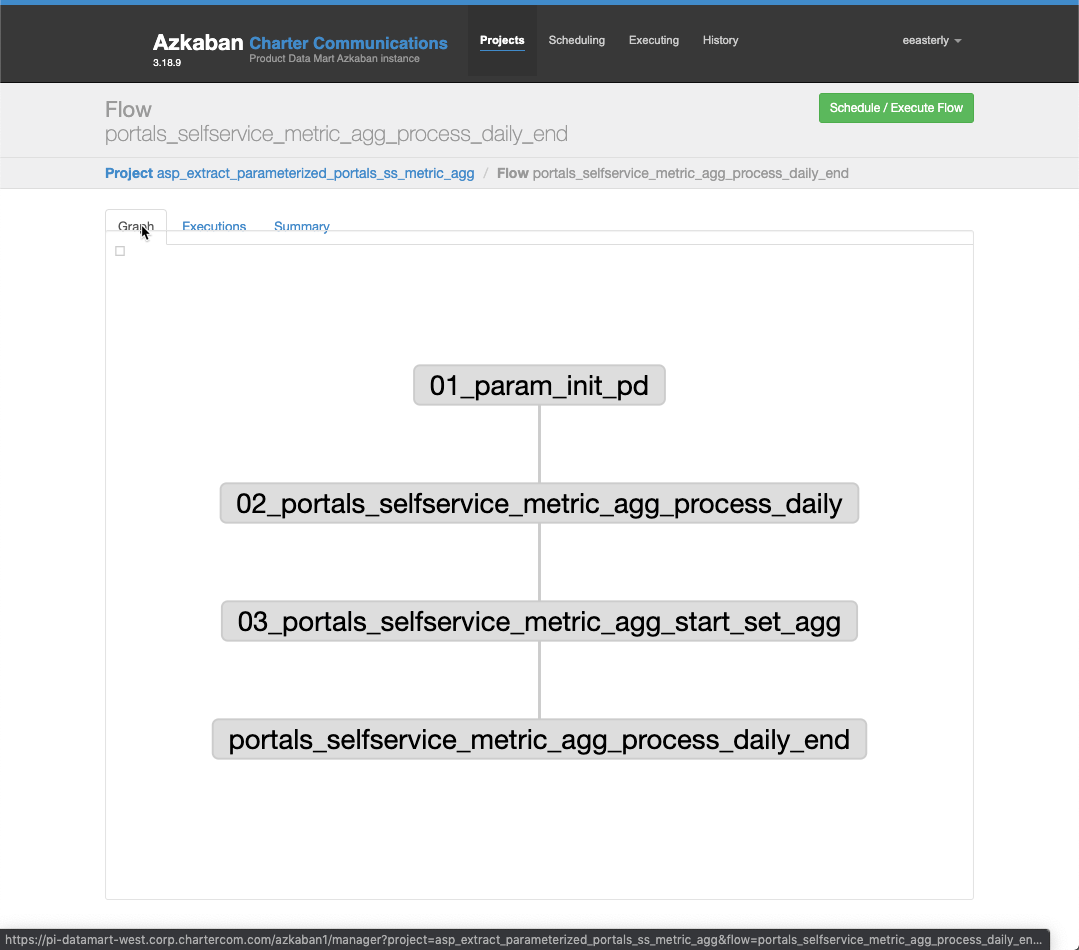 Azkaban Charter Communications
3.18.9 Product Data Mart Azkaban instance
Projects Scheduling Executing History
eeasterly
Flow
portals_selfservice_metric_agg_process_daily_end
Schedule / Execute Flow
Project asp_extract_parameterized_portals_ss_metric_agg / Flow portals_selfservice_metric_agg_process_daily_end
Graph Executions Summary
01_param_init_pd
02_portals_selfservice_metric_agg_process_daily
03_portals_selfservice_metric_agg_start_set_agg
portals_selfservice_metric_agg_process_daily_end
https://pi-datamart-west.corp.chartercom.com/azkaban1/manager?project=asp_extract_parameterized_portals_ss_metric_agg&flow=portals_selfservice_metric_agg_process_daily_en...